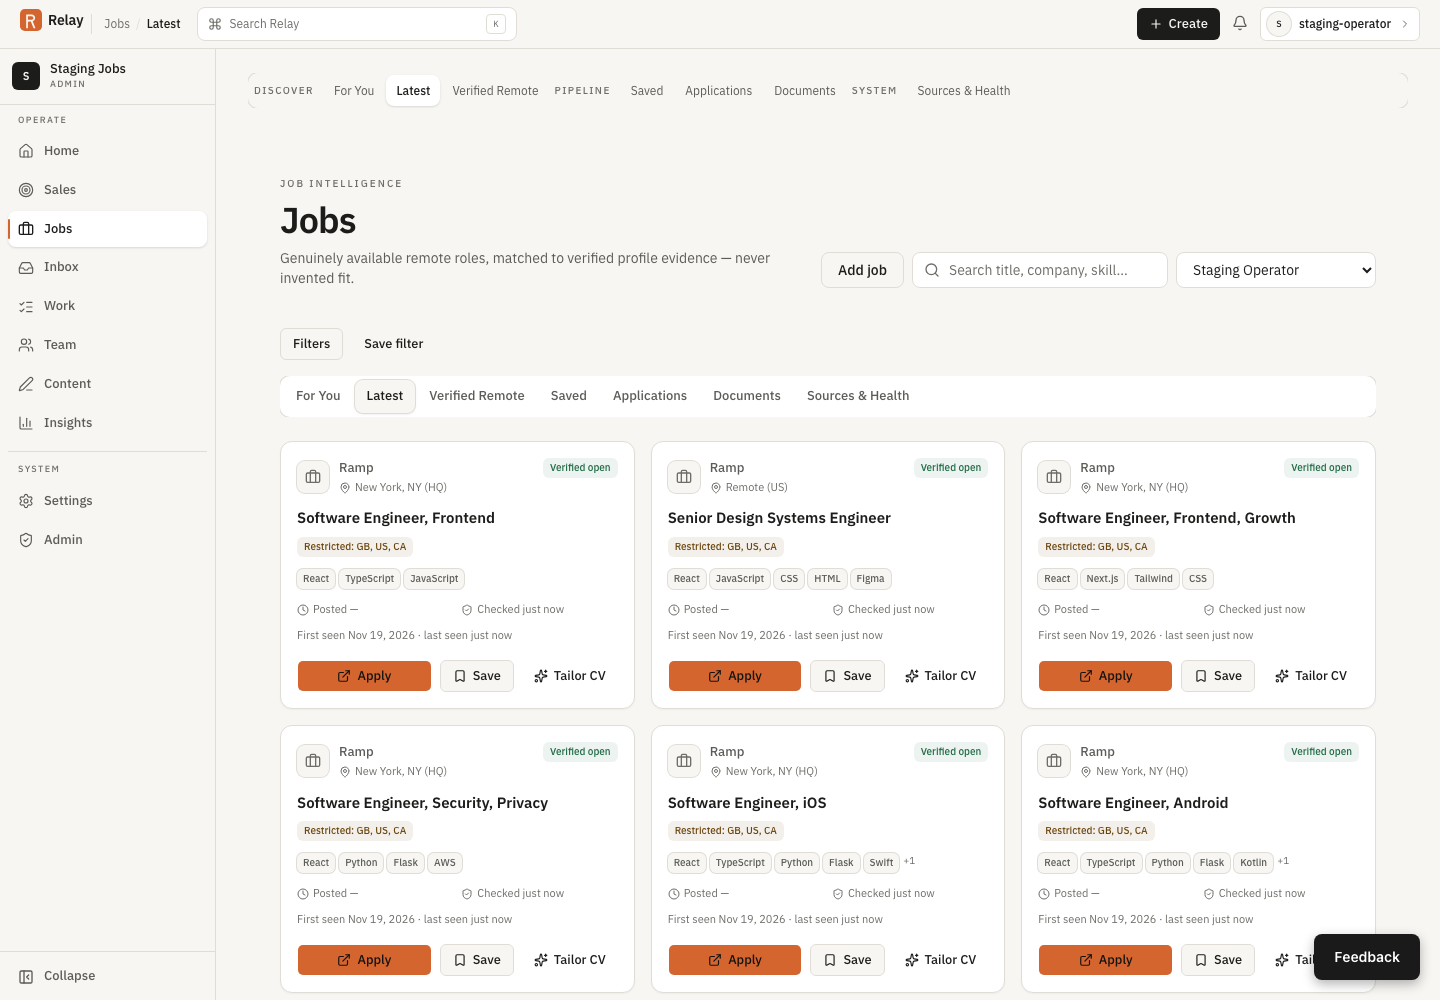 Relay
Jobs / Latest
Search Relay
K
Create
S
staging-operator
S
Staging Jobs
ADMIN
OPERATE
Home
Sales
Jobs
Inbox
Work
Team
Content
Insights
SYSTEM
Settings
Admin
Collapse
DISCOVER For You Latest Verified Remote PIPELINE Saved Applications Documents SYSTEM Sources & Health
JOB INTELLIGENCE
Jobs
Genuinely available remote roles, matched to verified profile evidence — never
invented fit.
Add job
Search title, company, skill...
Staging Operator
Filters
Save filter
For You Latest Verified Remote Saved Applications Documents Sources & Health
Ramp
Verified open
New York, NY (HQ)
Software Engineer, Frontend
Restricted: GB, US, CA
React TypeScript JavaScript
Posted —
Checked just now
First seen Nov 19, 2026 · last seen just now
Apply
Save
Tailor CV
Ramp
Verified open
Remote (US)
Senior Design Systems Engineer
Restricted: GB, US, CA
React JavaScript CSS HTML Figma
Posted —
Checked just now
First seen Nov 19, 2026 · last seen just now
Apply
Save
Tailor CV
Ramp
Verified open
New York, NY (HQ)
Software Engineer, Frontend, Growth
Restricted: GB, US, CA
React Next.js Tailwind CSS
Posted —
Checked just now
First seen Nov 19, 2026 · last seen just now
Apply
Save
Tailor CV
Ramp
Verified open
New York, NY (HQ)
Software Engineer, Security, Privacy
Restricted: GB, US, CA
React Python Flask AWS
Posted —
Checked just now
First seen Nov 19, 2026 · last seen just now
Apply
Save
Tailor CV
Ramp
Verified open
New York, NY (HQ)
Software Engineer, iOS
Restricted: GB, US, CA
React TypeScript Python Flask Swift +1
Posted —
Checked just now
First seen Nov 19, 2026 · last seen just now
Apply
Save
Tailor CV
Ramp
Verified open
New York, NY (HQ)
Software Engineer, Android
Restricted: GB, US, CA
React TypeScript Python Flask Kotlin +1
Posted —
Checked just now
First seen Nov 19, 2026 · last seen just now
Apply
Save
Feedback